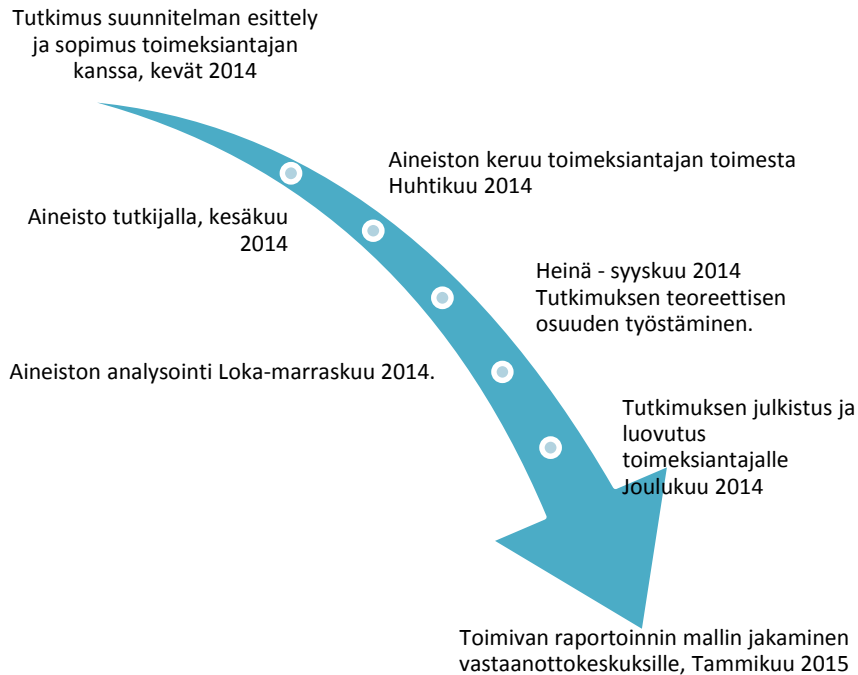 Tutkimus suunnitelman esittely
ja sopimus toimeksiantajan
kanssa, kevät 2014
Aineiston keruu toimeksiantajan toimesta
Huhtikuu 2014
Aineisto tutkijalla, kesäkuu
2014
Heinä - syyskuu 2014
Tutkimuksen teoreettisen
osuuden työstäminen.
Aineiston analysointi Loka-marraskuu 2014.
Tutkimuksen julkistus ja
luovutus
toimeksiantajalle
Joulukuu 2014
Toimivan raportoinnin mallin jakaminen
vastaanottokeskuksille, Tammikuu 2015